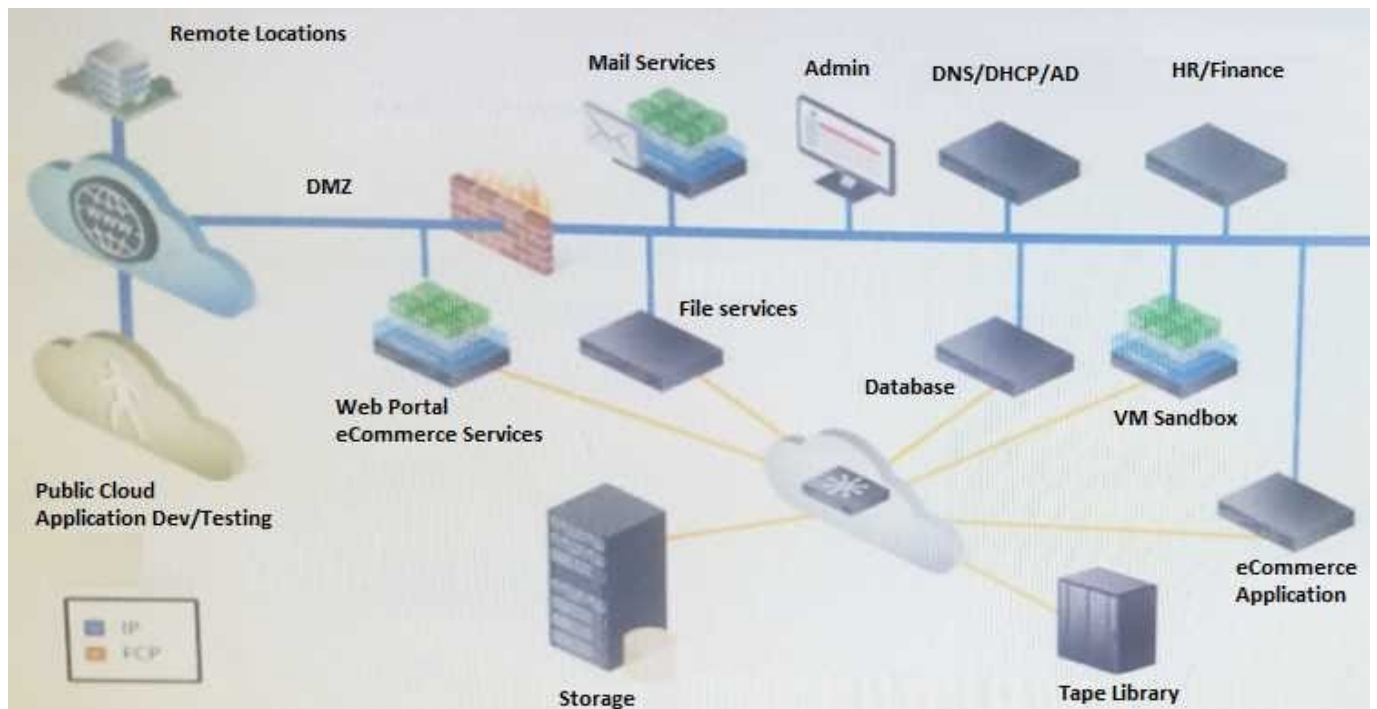 Remote Locations
Mail Services
Admin
DNS/DHCP/AD
HR/Finance
DMZ
File services
Database
VM Sandbox
Web Portal
eCommerce Services
Public Cloud
Application Dev/Testing
eCommerce
Application
IP
FCP
Storage
Tape Library